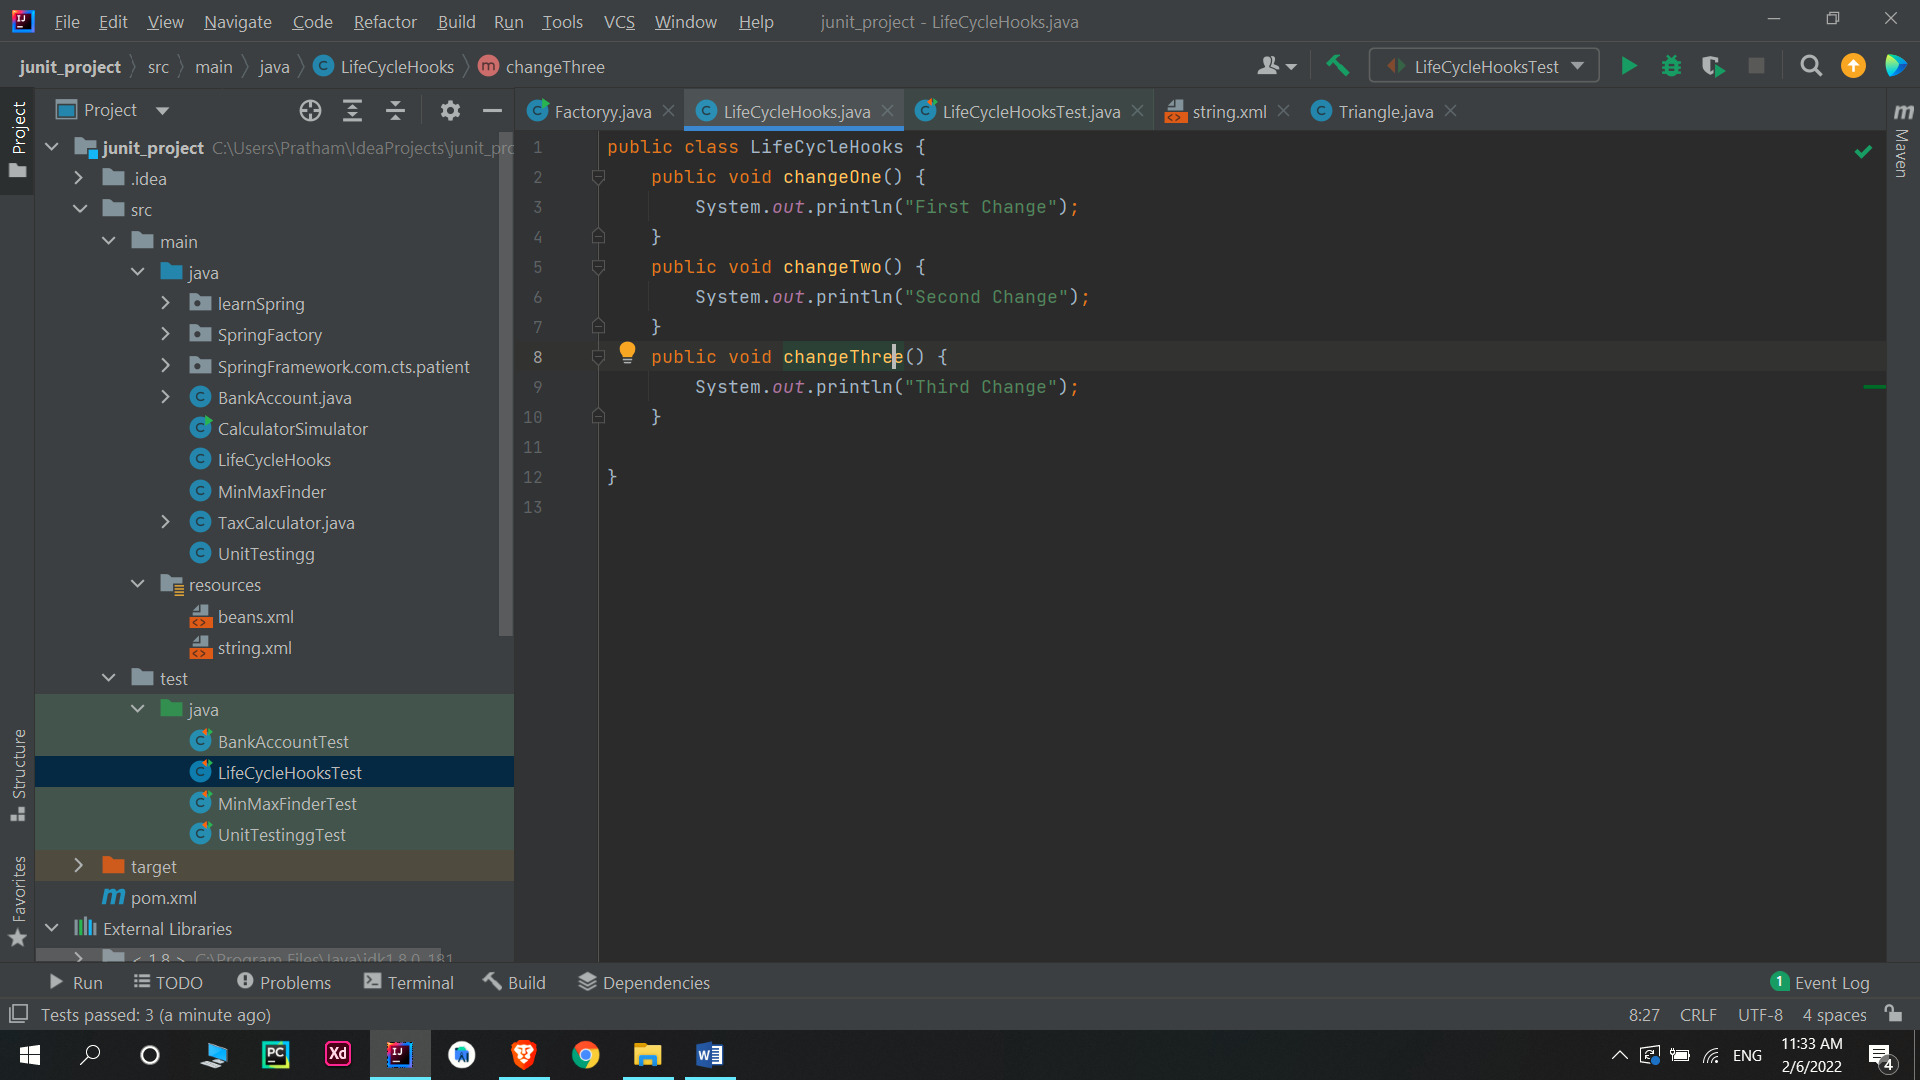 File Edit View Navigate Code Refactor Build Run Tools VCS Window Help junit_project - LifeCycleHooks.java
junit_project src main java LifeCycleHooks changeThree LifeCycleHooksTest
Project
Factoryy.java LifeCycleHooks.java LifeCycleHooksTest.java string.xml Triangle.java
Project
Maven
junit_project C:\Users\Pratham\IdeaProjects\junit_pro
.idea
src
main
java
learnSpring
SpringFactory
SpringFramework.com.cts.patient
BankAccount.java
CalculatorSimulator
LifeCycleHooks
MinMaxFinder
TaxCalculator.java
UnitTestingg
resources
beans.xml
string.xml
test
java
BankAccountTest
LifeCycleHooksTest
MinMaxFinderTest
UnitTestinggTest
target
pom.xml
External Libraries
< 1.8 > C:\Program Files\Java\jdk1.8.0_181
Structure
Favorites
1 public class LifeCycleHooks {
2 public void changeOne() {
3 System.out.println("First Change");
4 }
5 public void changeTwo() {
6 System.out.println("Second Change");
7 }
8 public void changeThree() {
9 System.out.println("Third Change");
10 }
11
12 }
13
Run TODO Problems Terminal Build Dependencies 1 Event Log
Tests passed: 3 (a minute ago) 8:27 CRLF UTF-8 4 spaces
PC Xd IJ W ENG 11:33 AM
2/6/2022 4